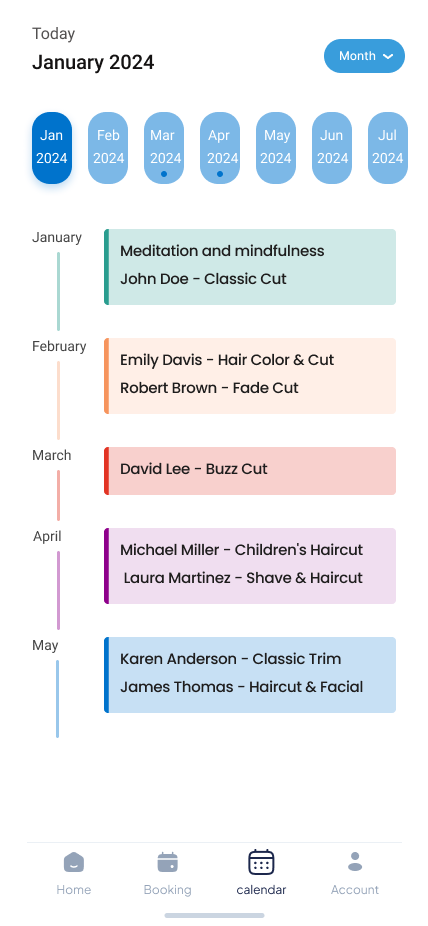 Today
January 2024
Month
Jan Feb Mar Apr May Jun Jul
2024 2024 2024 2024 2024 2024 2024
January
Meditation and mindfulness
John Doe - Classic Cut
February
Emily Davis - Hair Color & Cut
Robert Brown - Fade Cut
March
David Lee - Buzz Cut
April
Michael Miller - Children's Haircut
Laura Martinez - Shave & Haircut
May
Karen Anderson - Classic Trim
James Thomas - Haircut & Facial
Home Booking calendar Account